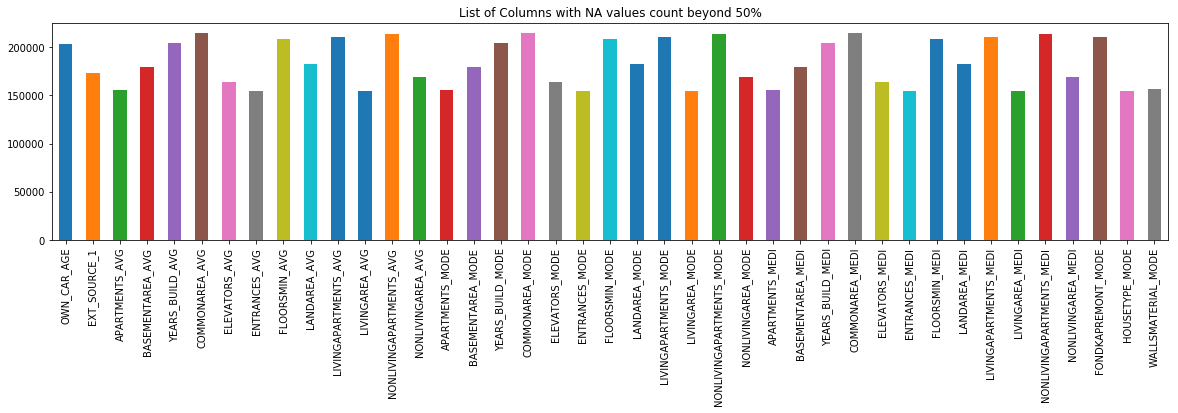 List of Columns with NA values count beyond 50%
200000
150000
100000
50000
0
OWN_CAR_AGE
EXT_SOURCE_1
APARTMENTS_AVG
BASEMENTAREA_AVG
YEARS_BUILD_AVG
COMMONAREA_AVG
ELEVATORS_AVG
ENTRANCES_AVG
FLOORSMIN_AVG
LANDAREA_AVG
LIVINGAPARTMENTS_AVG
LIVINGAREA_AVG
NONLIVINGAPARTMENTS_AVG
NONLIVINGAREA_AVG
APARTMENTS_MODE
BASEMENTAREA_MODE
YEARS_BUILD_MODE
COMMONAREA_MODE
ELEVATORS_MODE
ENTRANCES_MODE
FLOORSMIN_MODE
LANDAREA_MODE
LIVINGAPARTMENTS_MODE
LIVINGAREA_MODE
NONLIVINGAPARTMENTS_MODE
NONLIVINGAREA_MODE
APARTMENTS_MEDI
BASEMENTAREA_MEDI
YEARS_BUILD_MEDI
COMMONAREA_MEDI
ELEVATORS_MEDI
ENTRANCES_MEDI
FLOORSMIN_MEDI
LANDAREA_MEDI
LIVINGAPARTMENTS_MEDI
LIVINGAREA_MEDI
NONLIVINGAPARTMENTS_MEDI
NONLIVINGAREA_MEDI
FONDKAPREMONT_MODE
HOUSETYPE_MODE
WALLSMATERIAL_MODE